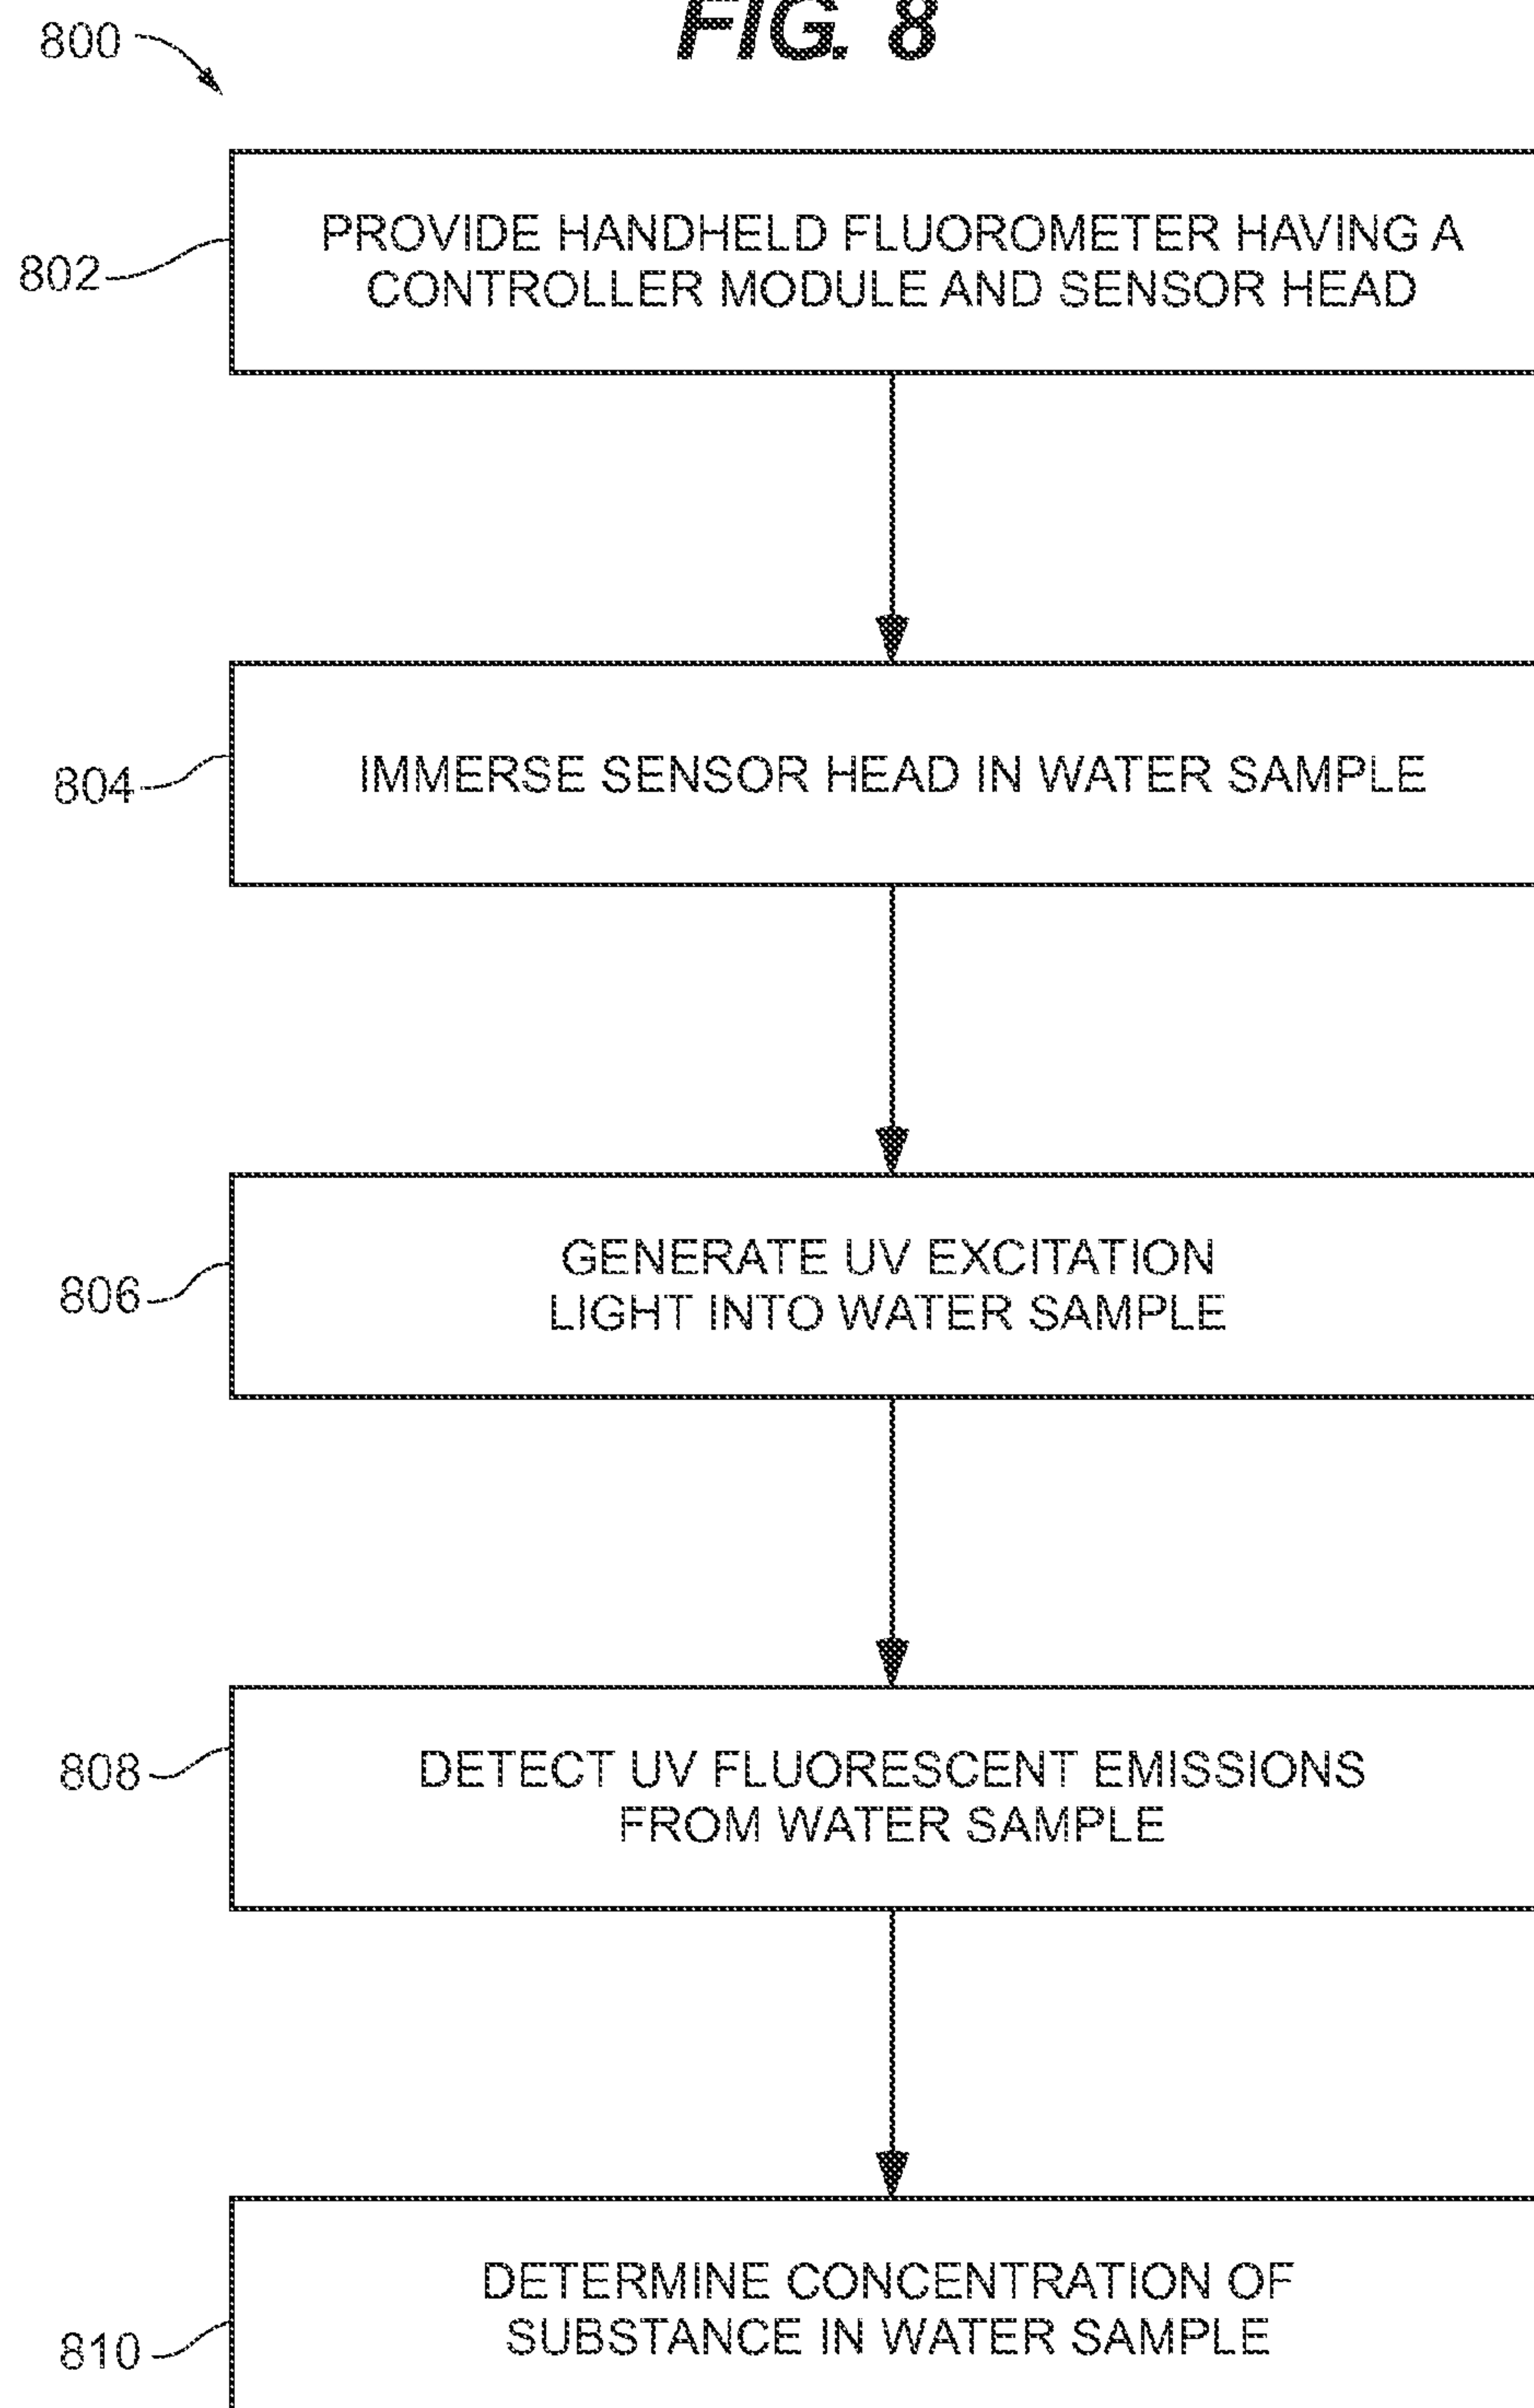 FIG. 8
800
802
PROVIDE HANDHELD FLUOROMETER HAVING A
CONTROLLER MODULE AND SENSOR HEAD
804
IMMERSE SENSOR HEAD IN WATER SAMPLE
806
GENERATE UV EXCITATION
LIGHT INTO WATER SAMPLE
808
DETECT UV FLUORESCENT EMISSIONS
FROM WATER SAMPLE
810
DETERMINE CONCENTRATION OF
SUBSTANCE IN WATER SAMPLE